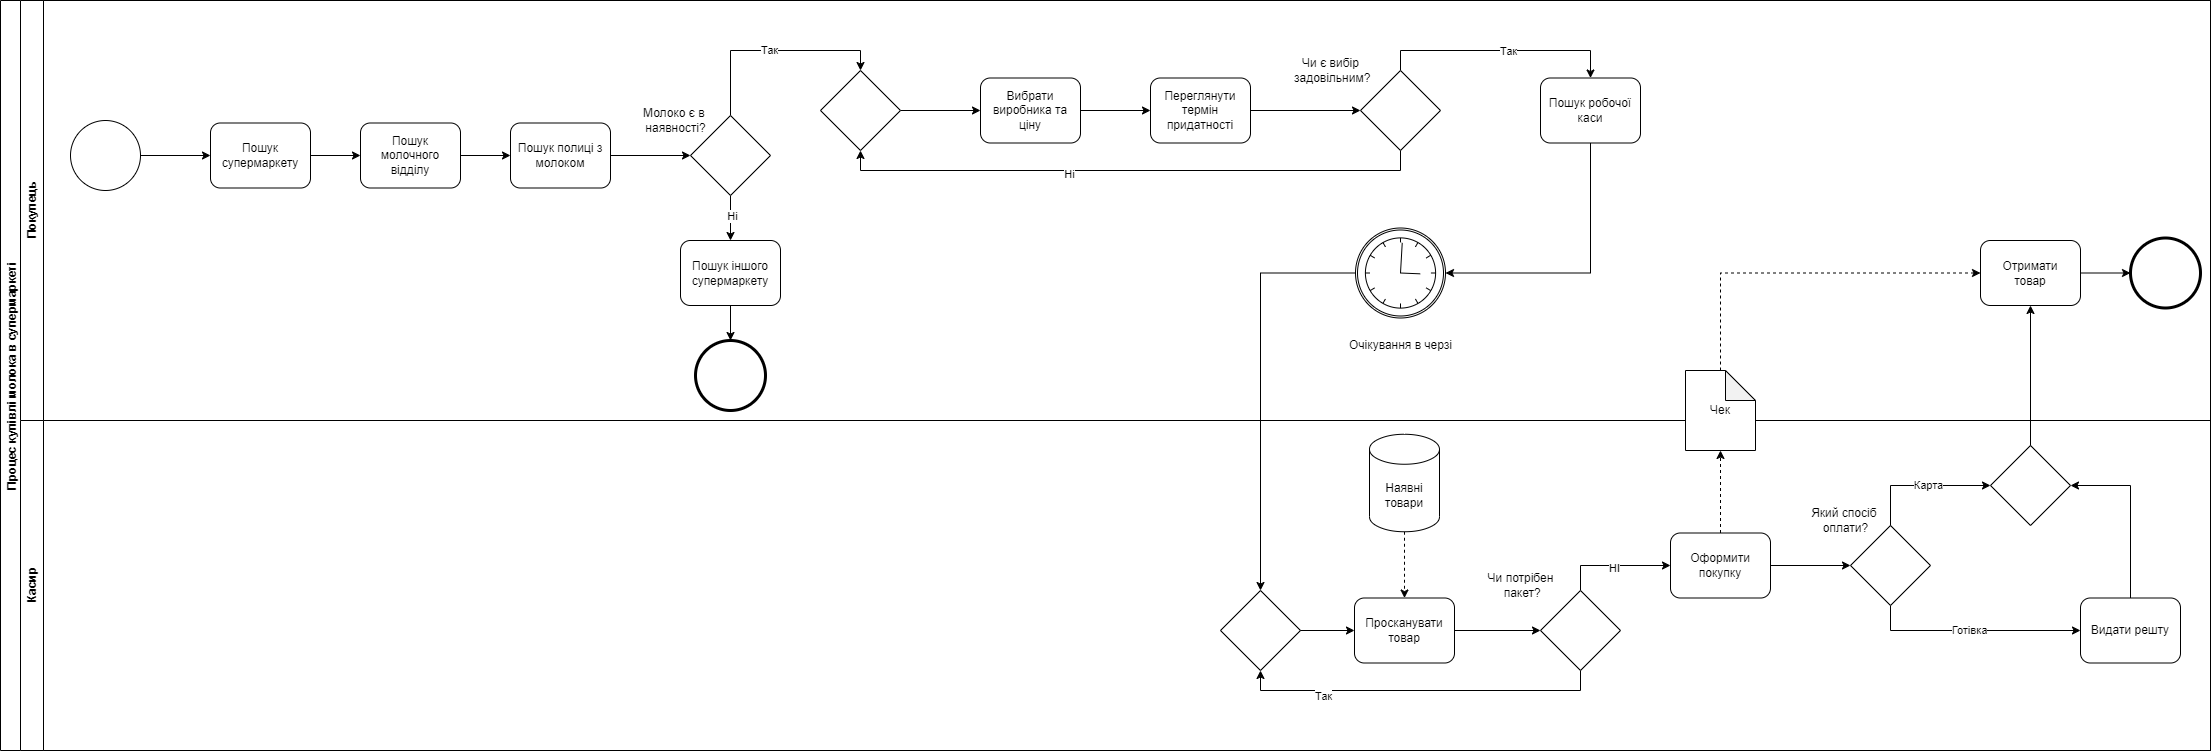 Процес купівлі молока в супермаркеті
Покупець
Касир
Пошук
супермаркету
Пошук
молочного
відділу
Пошук полиці з
молоком
Молоко є в
наявності?
Так
Ні
Пошук іншого
супермаркету
Вибрати
виробника та
ціну
Переглянути
термін
придатності
Чи є вибір
задовільним?
Так
Ні
Пошук робочої
каси
Очікування в черзі
Наявні
товари
Просканувати
товар
Чи потрібен
пакет?
НІ
Так
Оформити
покупку
Чек
Який спосіб
оплати?
Карта
Готівка
Видати решту
Отримати
товар